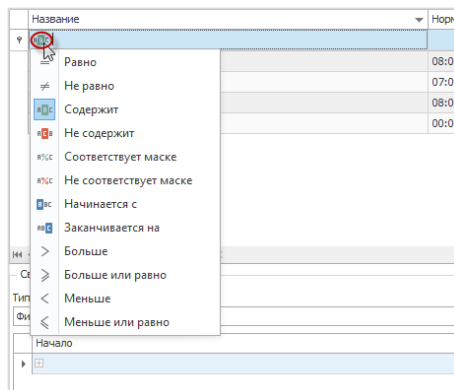 Название
Норм
08:0
Равно
07:0
Не равно
08:0
Содержит
00:0
Не содержит
Соответствует маске
Не соответствует маске
Начинается с
Заканчивается на
Больше
Больше или равно
Меньше
Меньше или равно
Тип
Фи
Начало